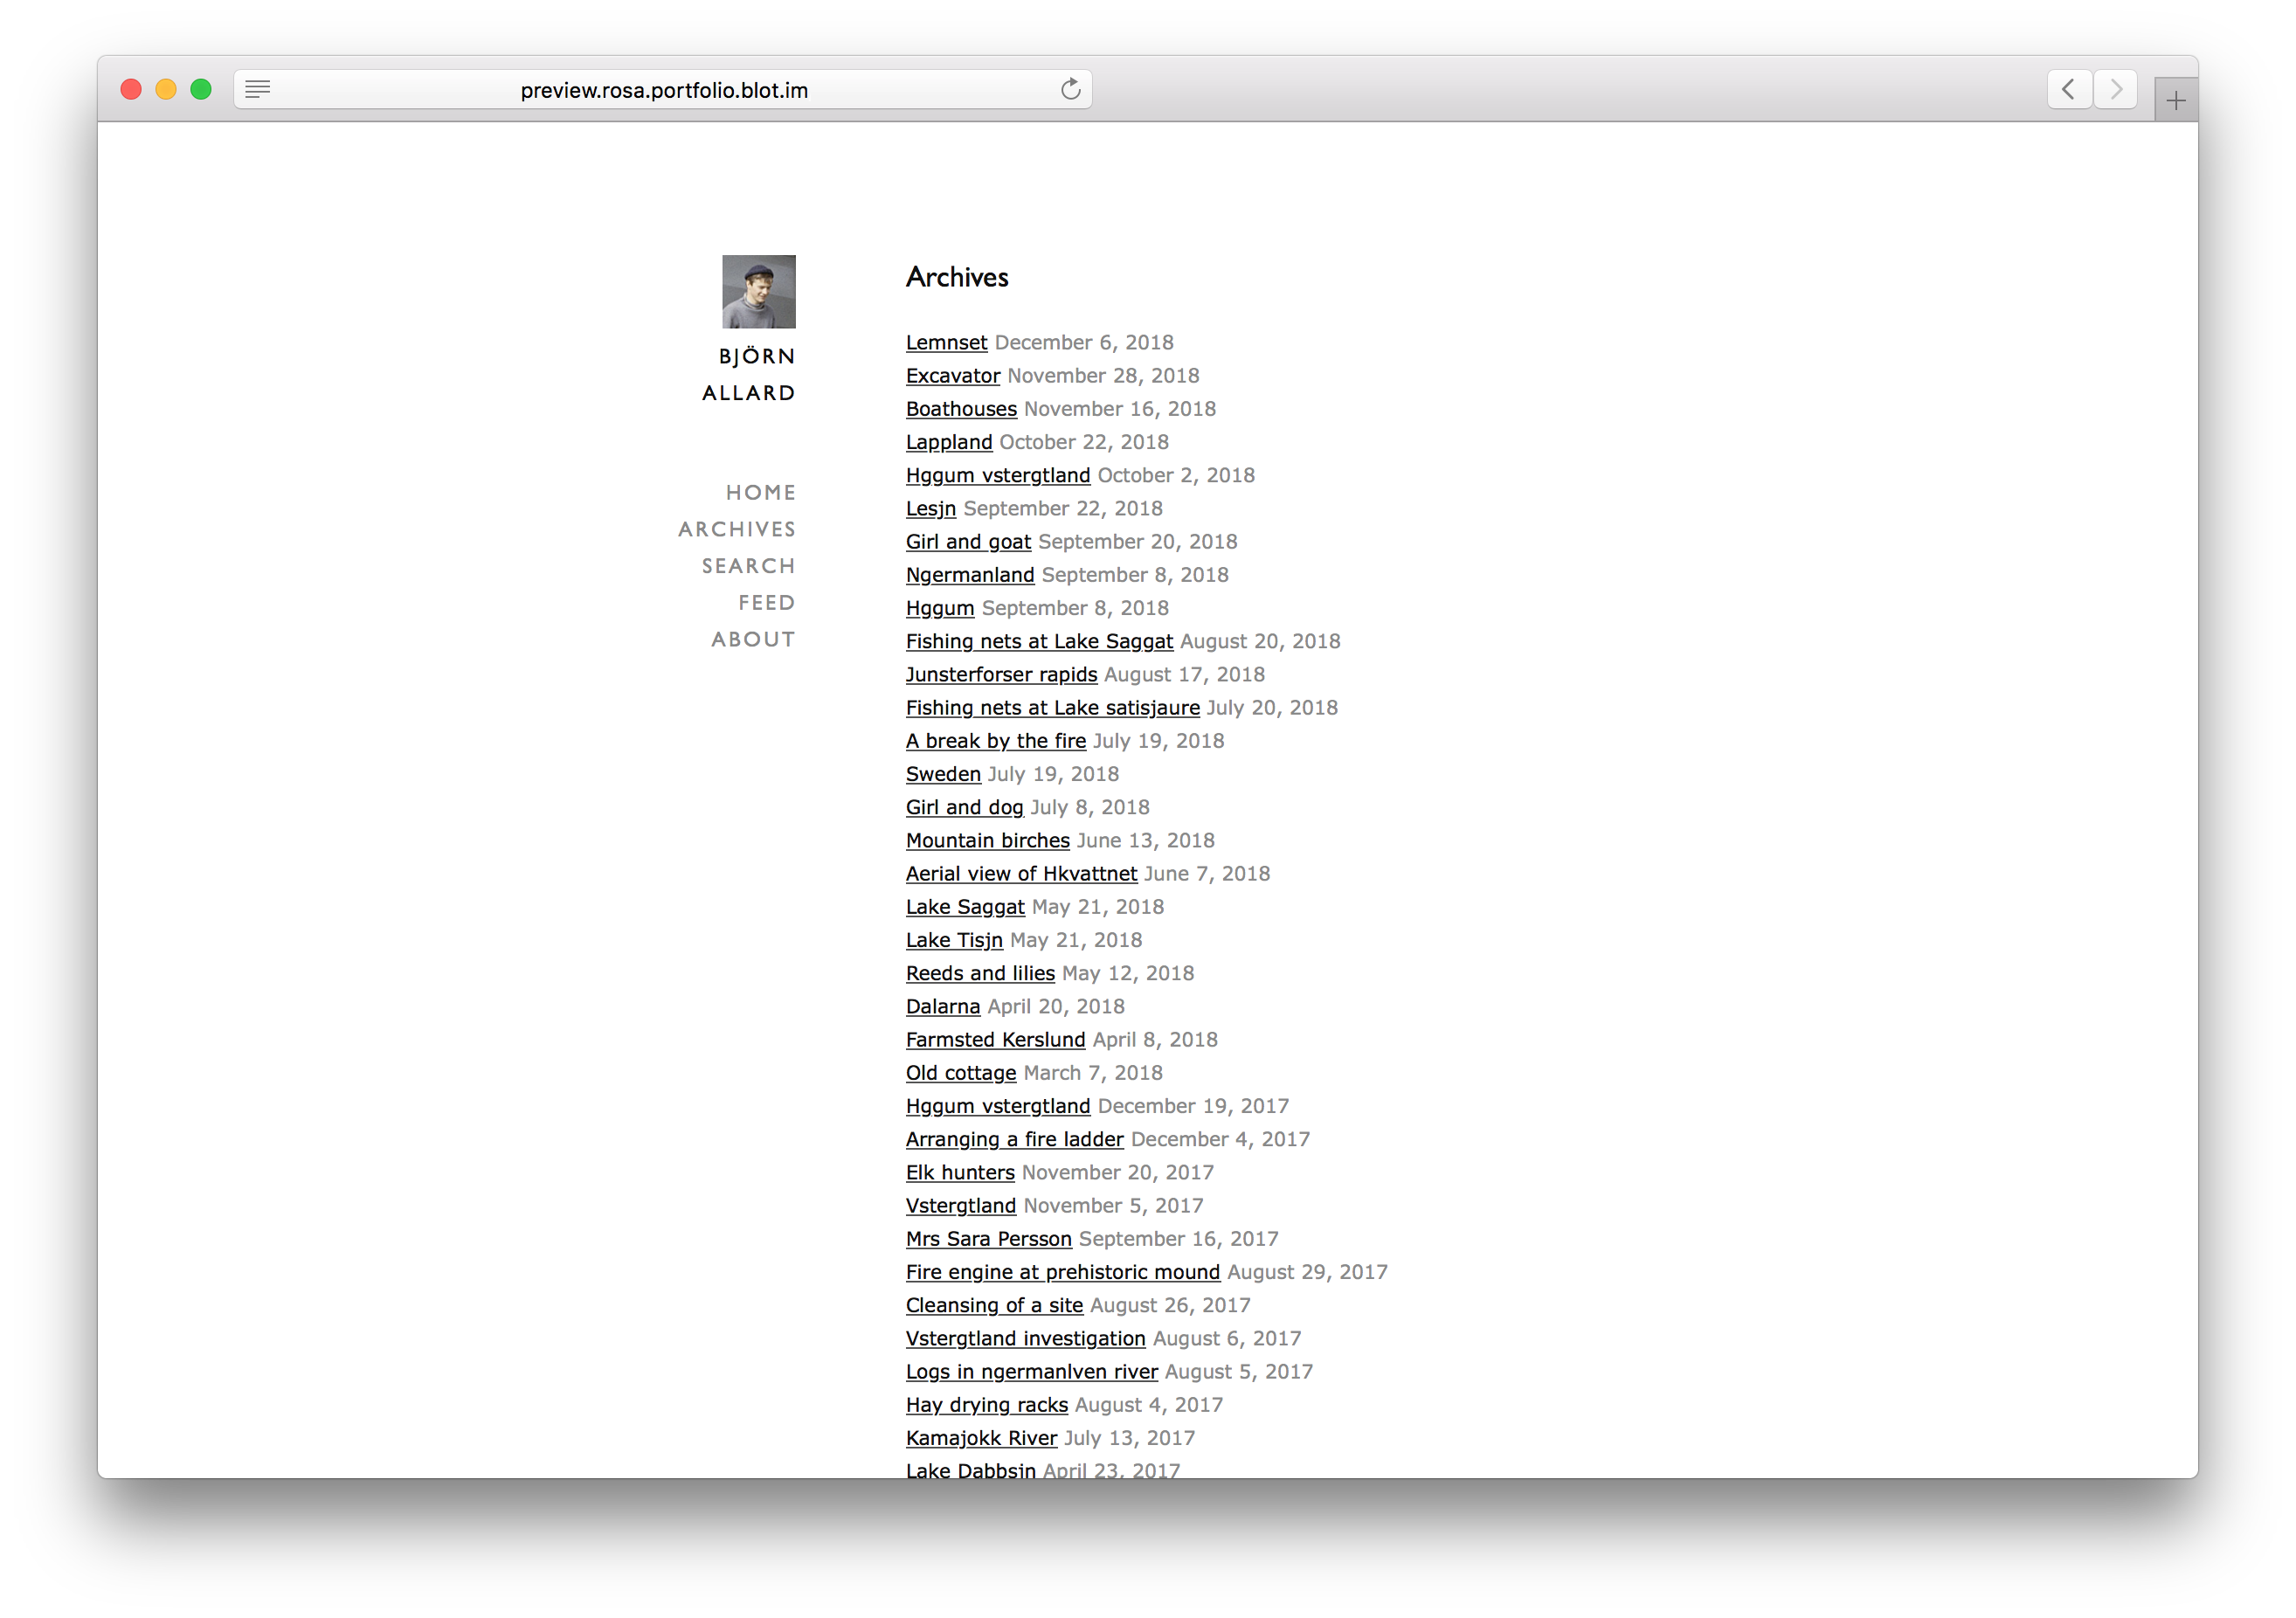 preview.rosa.portfolio.blot.im
BJÖRN
ALLARD
HOME
ARCHIVES
SEARCH
FEED
ABOUT
Archives
Lemnset December 6, 2018
Excavator November 28, 2018
Boathouses November 16, 2018
Lappland October 22, 2018
Hggum vstergtland October 2, 2018
Lesjn September 22, 2018
Girl and goat September 20, 2018
Ngermanland September 8, 2018
Hggum September 8, 2018
Fishing nets at Lake Saggat August 20, 2018
Junsterforser rapids August 17, 2018
Fishing nets at Lake satisjaure July 20, 2018
A break by the fire July 19, 2018
Sweden July 19, 2018
Girl and dog July 8, 2018
Mountain birches June 13, 2018
Aerial view of Hkvattnet June 7, 2018
Lake Saggat May 21, 2018
Lake Tisjn May 21, 2018
Reeds and lilies May 12, 2018
Dalarna April 20, 2018
Farmsted Kerslund April 8, 2018
Old cottage March 7, 2018
Hggum vstergtland December 19, 2017
Arranging a fire ladder December 4, 2017
Elk hunters November 20, 2017
Vstergtland November 5, 2017
Mrs Sara Persson September 16, 2017
Fire engine at prehistoric mound August 29, 2017
Cleansing of a site August 26, 2017
Vstergtland investigation August 6, 2017
Logs in ngermanlven river August 5, 2017
Hay drying racks August 4, 2017
Kamajokk River July 13, 2017
Lake Dabbsjn April 23, 2017